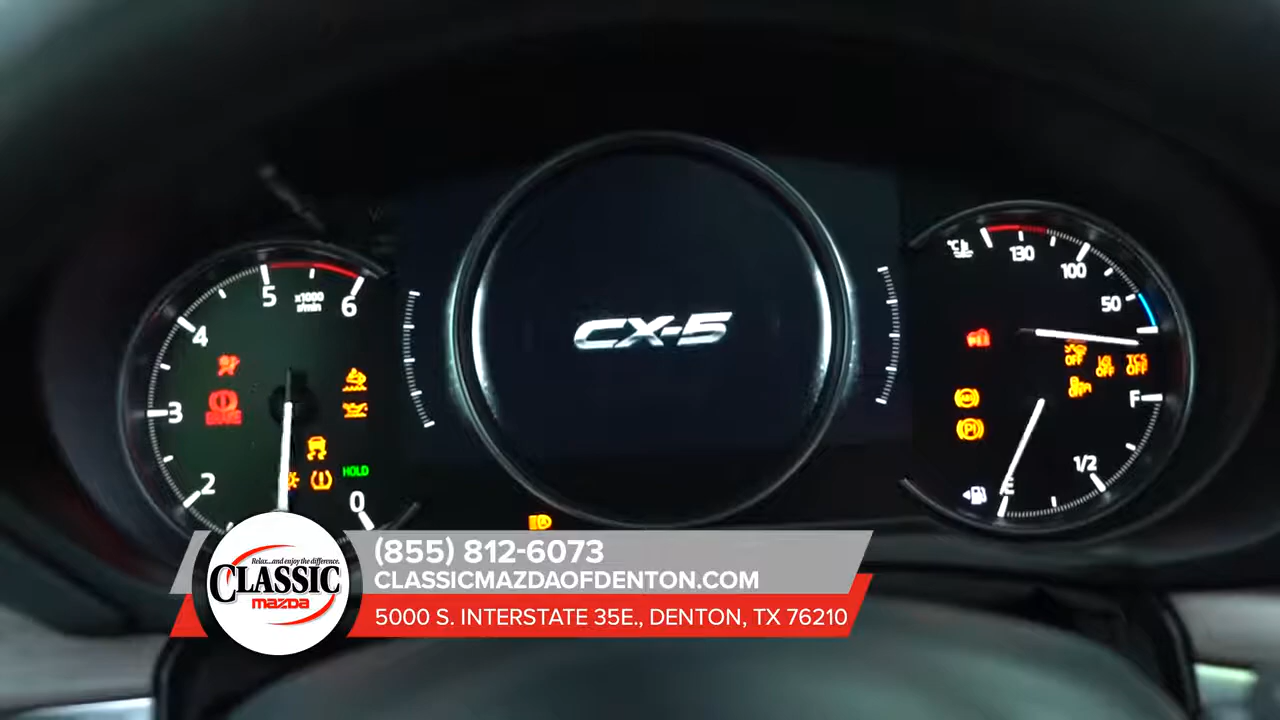 5
x1000
r/min
6
4
3
2
HOLD
0
CX-5
°C
130
100
50
OFF
OFF
TCS
OFF
F
1/2
E
(855) 812-6073
CLASSICMAZDAOFDENTON.COM
5000 S. INTERSTATE 35E., DENTON, TX 76210
Relax...and enjoy the difference.
CLASSIC
mazda